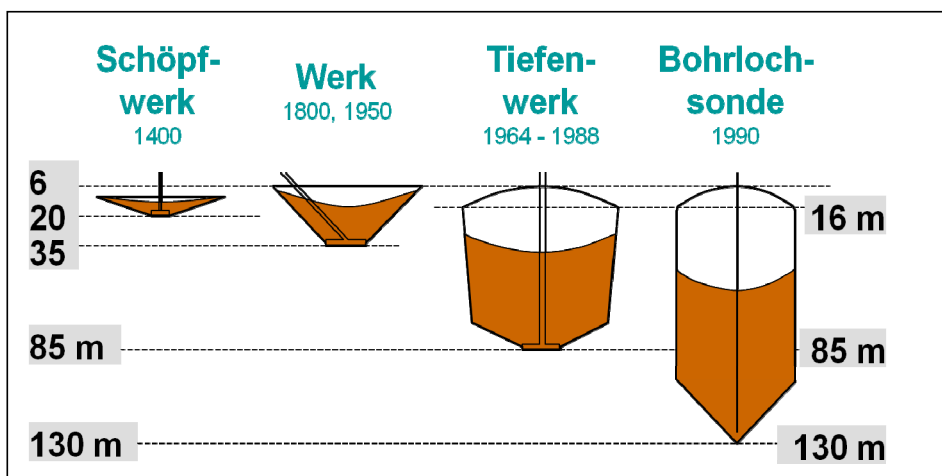 Schöpf-
werk
1400
Werk
1800, 1950
Tiefen-
werk
1964 - 1988
Bohrloch-
sonde
1990
6
20
35
85 m
130 m
16 m
85 m
130 m